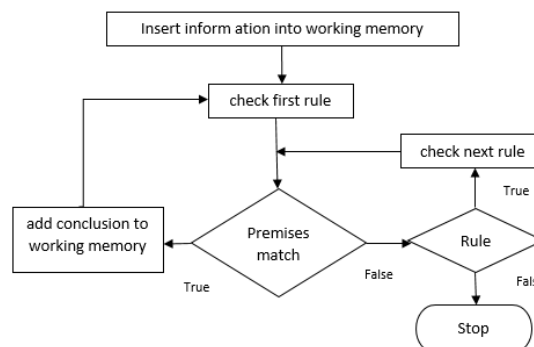 Insert inform ation into working memory
check first rule
check next rule
True
add conclusion to
working memory
Premises
match
Rule
True
False
Fals
Stop